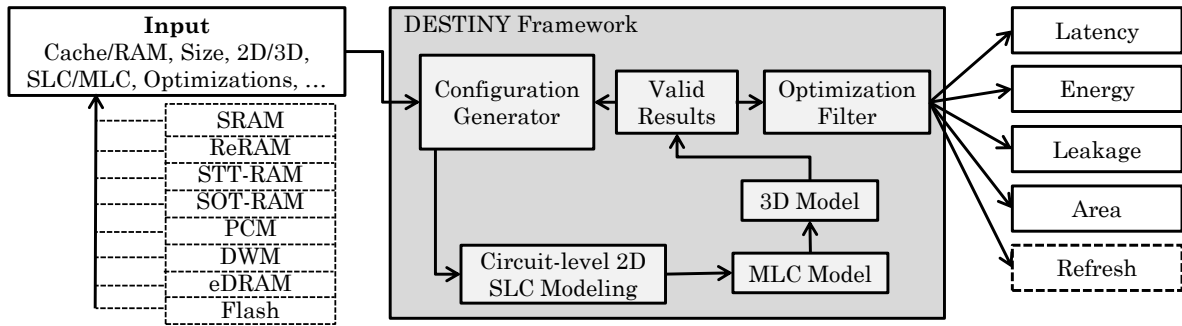 Input
Cache/RAM, Size, 2D/3D,
SLC/MLC, Optimizations, …
SRAM
ReRAM
STT-RAM
SOT-RAM
PCM
DWM
eDRAM
Flash
DESTINY Framework
Configuration
Generator
Valid
Results
Optimization
Filter
3D Model
Circuit-level 2D
SLC Modeling
MLC Model
Latency
Energy
Leakage
Area
Refresh